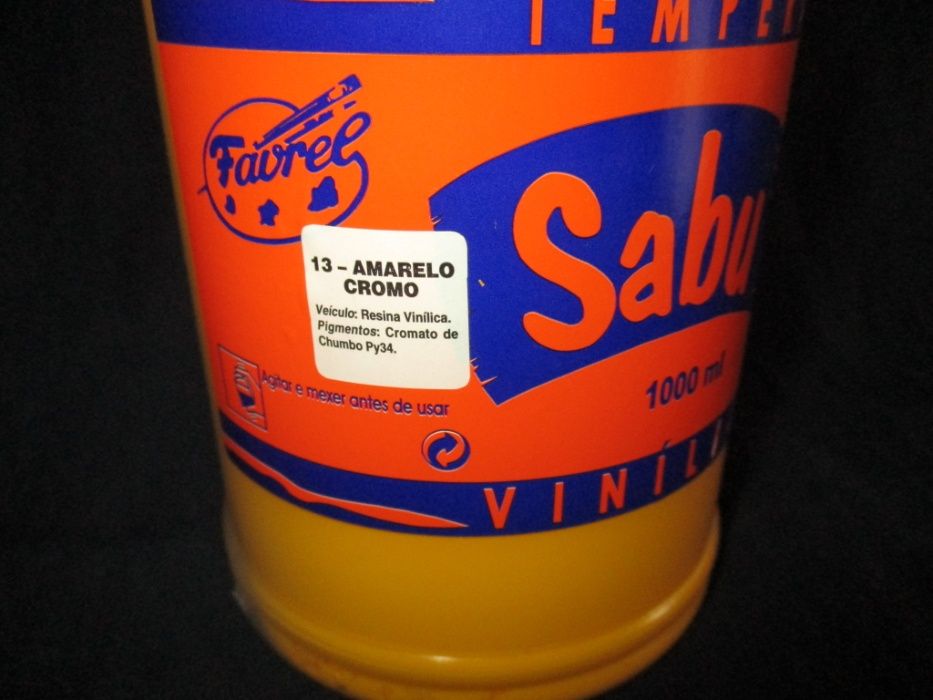 Favrel
Sabu
13 – AMARELO
CROMO
Veículo: Resina Vinílica.
Pigmentos: Cromato de
Chumbo Py34.
1000 ml
Agitar e mexer antes de usar